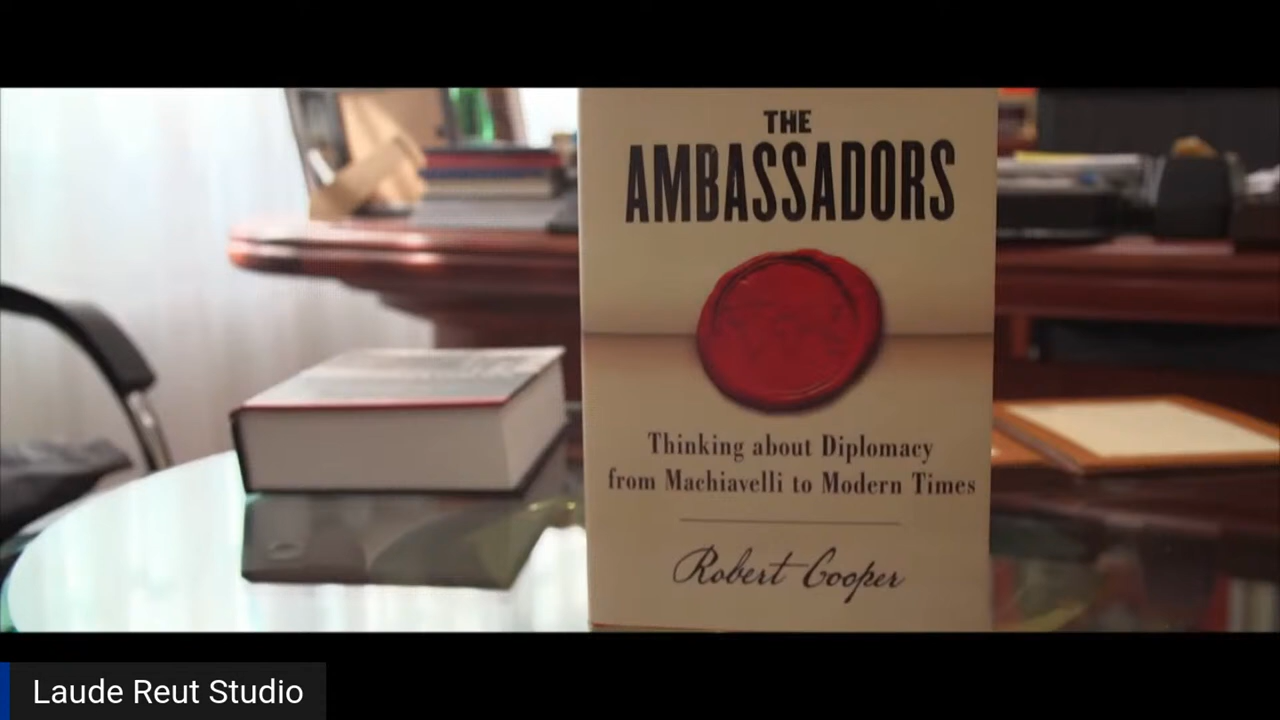 THE
AMBASSADORS
Thinking about Diplomacy
from Machiavelli to Modern Times
Robert Cooper
Laude Reut Studio